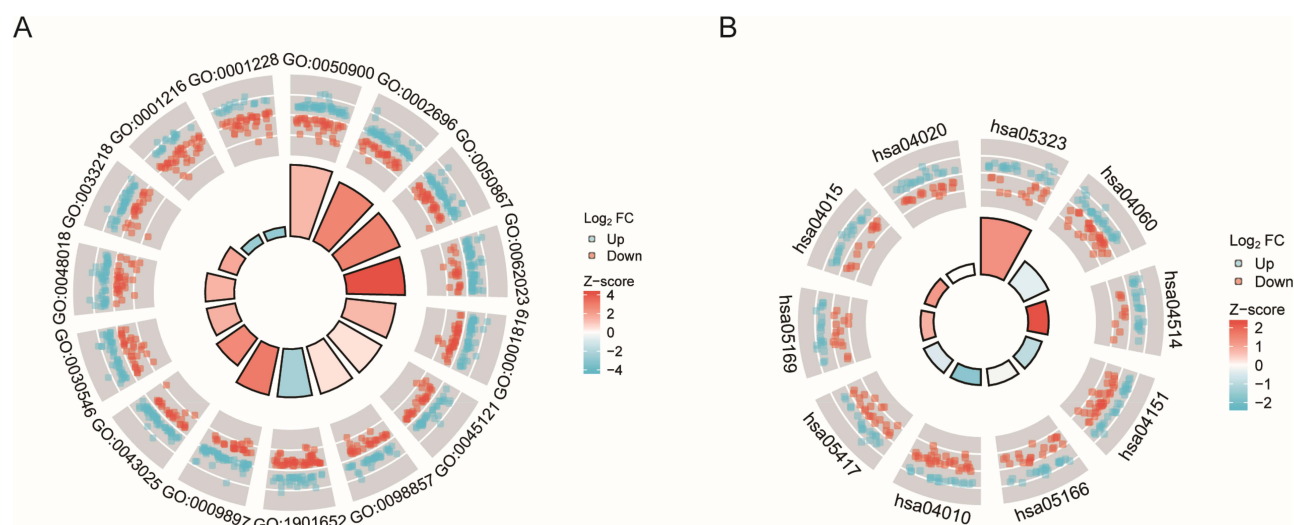 A
GO:0050900
GO:0002696
GO:0050867
GO:0062023
GO:0001819
GO:0045121
GO:0098857
GO:1901652
GO:0009897
GO:0043025
GO:0030546
GO:0048018
GO:0033218
GO:0001216
GO:0001228
Log2 FC
Up
Down
Z-score
4
2
0
−2
−4
B
hsa05323
hsa04060
hsa04514
hsa04151
hsa05166
hsa04010
hsa05417
hsa05169
hsa04015
hsa04020
Log2 FC
Up
Down
Z-score
2
1
0
−1
−2